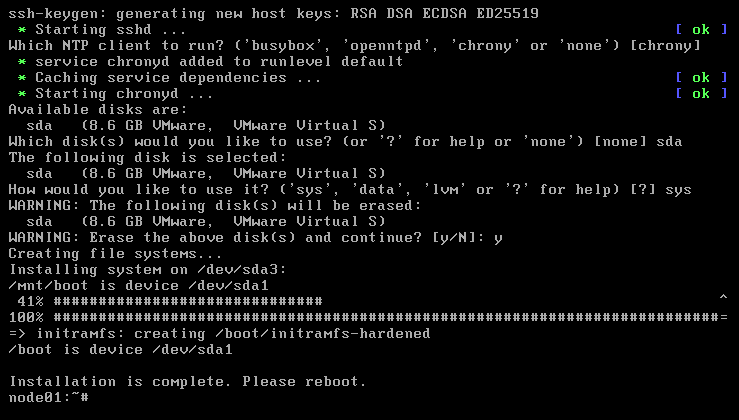 ssh-keygen: generating new host keys: RSA DSA ECDSA ED25519
 * Starting sshd ... [ ok ]
Which NTP client to run? ('busybox', 'openntpd', 'chrony' or 'none') [chrony]
 * service chronyd added to runlevel default
 * Caching service dependencies ... [ ok ]
 * Starting chronyd ... [ ok ]
Available disks are:
  sda   (8.6 GB VMware,  VMware Virtual S)
Which disk(s) would you like to use? (or '?' for help or 'none') [none] sda
The following disk is selected:
  sda   (8.6 GB VMware,  VMware Virtual S)
How would you like to use it? ('sys', 'data', 'lvm' or '?' for help) [?] sys
WARNING: The following disk(s) will be erased:
  sda   (8.6 GB VMware,  VMware Virtual S)
WARNING: Erase the above disk(s) and continue? [y/N]: y
Creating file systems...
Installing system on /dev/sda3:
/mnt/boot is device /dev/sda1
 41% ############################## ^
100% ##########################################################################=
=> initramfs: creating /boot/initramfs-hardened
/boot is device /dev/sda1
Installation is complete. Please reboot.
node01:~#